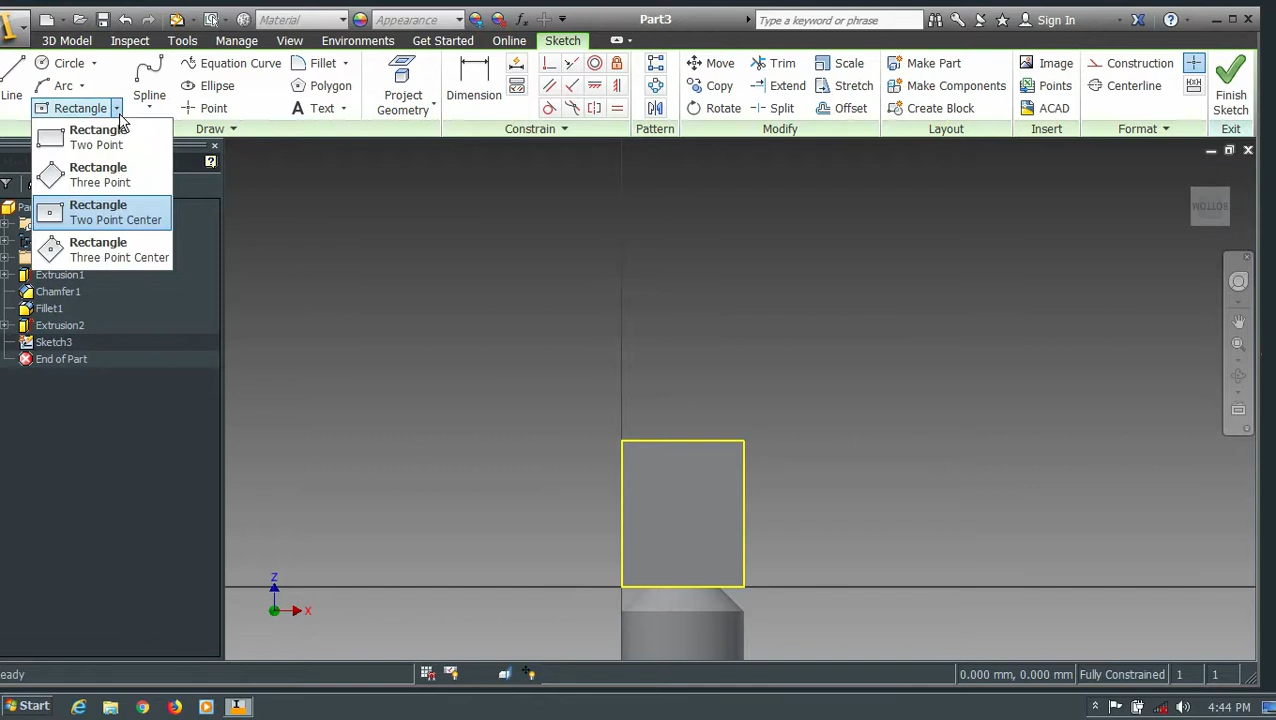 Material
Appearance
Part3
Type a keyword or phrase.
Sign In
3D Model
Inspect
Tools
Manage
View
Environments
Get Started
Online
Sketch
Line
Circle
Arc
Rectangle
Spline
Equation Curve
Ellipse
Point
Fillet
Polygon
Text
Project
Geometry
Dimension
Move
Copy
Rotate
Trim
Extend
Split
Scale
Stretch
Offset
Make Part
Make Components
Create Block
Image
Points
ACAD
Construction
Centerline
Finish
Sketch
Draw
Constrain
Pattern
Modify
Layout
Insert
Format
Exit
Rectangle
Two Point
Rectangle
Three Point
Rectangle
Two Point Center
Rectangle
Three Point Center
Extrusion1
Chamfer1
Fillet1
Extrusion2
Sketch3
End of Part
BOTTOM
Z
X
0.000 mm, 0.000 mm
Fully Constrained
1
1
Start
4:44 PM